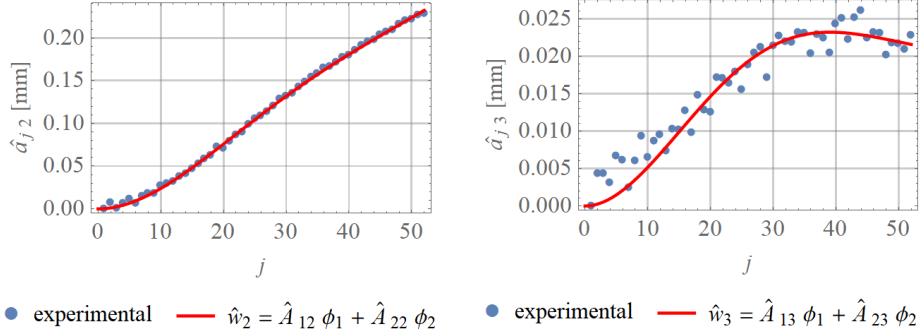 0.20
0.15
0.10
0.05
0.00
â_{j 2} [mm]
0 10 20 30 40 50
j
experimental ŵ₂ = Â₁₂ ϕ₁ + Â₂₂ ϕ₂
0.025
0.020
0.015
0.010
0.005
0.000
â_{j 3} [mm]
0 10 20 30 40 50
j
experimental ŵ₃ = Â₁₃ ϕ₁ + Â₂₃ ϕ₂